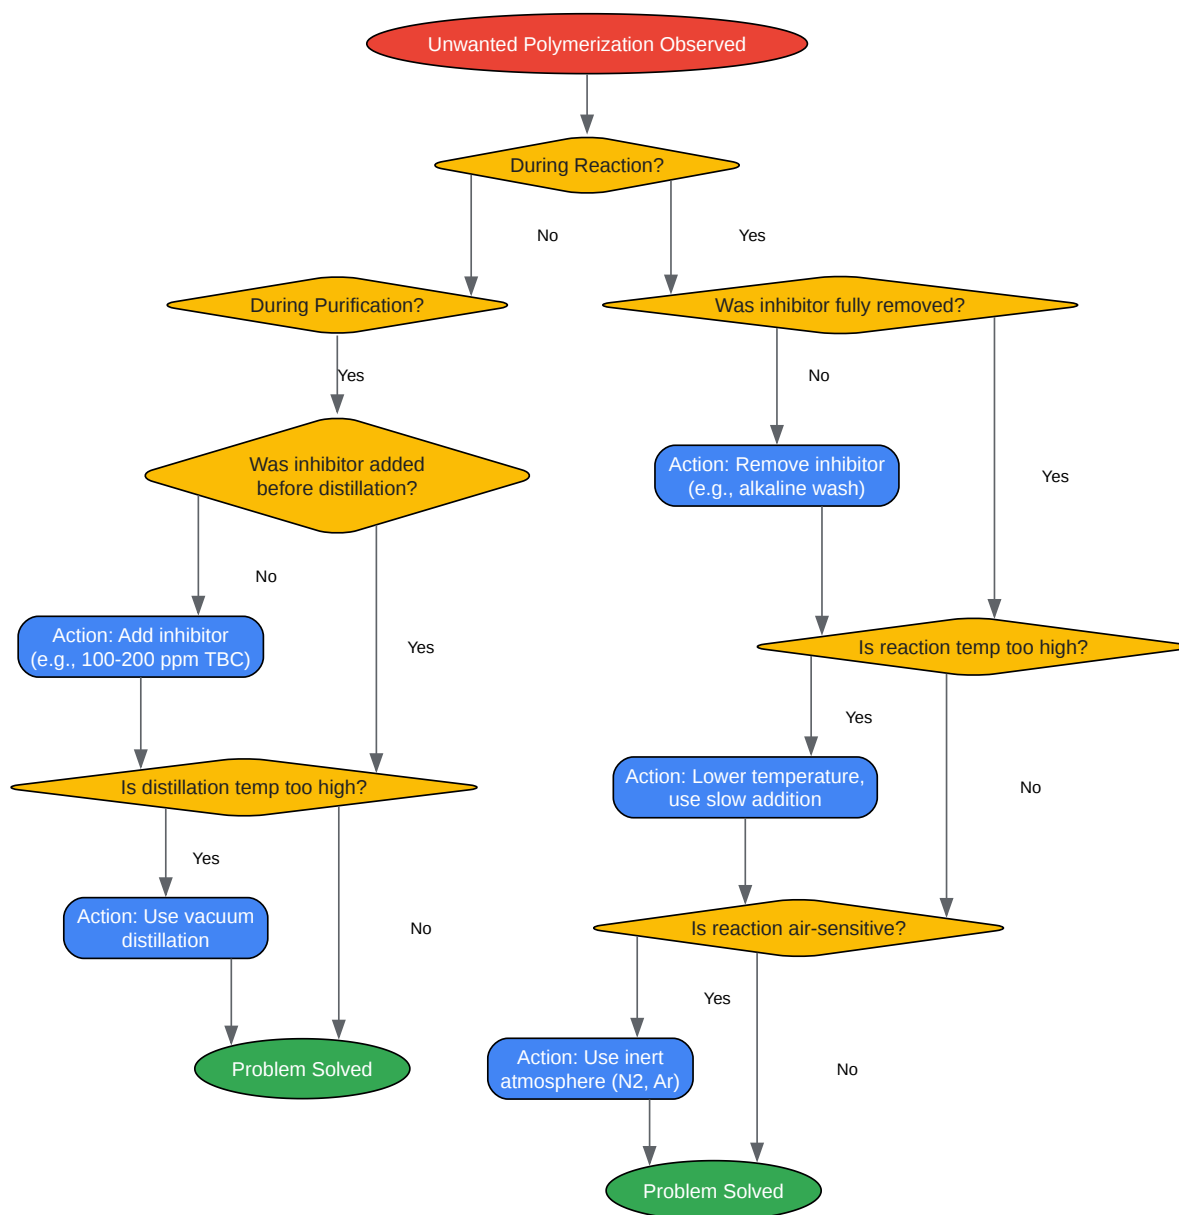 Unwanted Polymerization Observed
During Reaction?
No
Yes
During Purification?
Was inhibitor fully removed?
Yes
No
Was inhibitor added
before distillation?
Action: Remove inhibitor
(e.g., alkaline wash)
Yes
No
Action: Add inhibitor
(e.g., 100-200 ppm TBC)
Yes
Is reaction temp too high?
Yes
Is distillation temp too high?
Action: Lower temperature,
use slow addition
No
Yes
Action: Use vacuum
distillation
No
Is reaction air-sensitive?
Yes
Problem Solved
Action: Use inert
atmosphere (N2, Ar)
No
Problem Solved